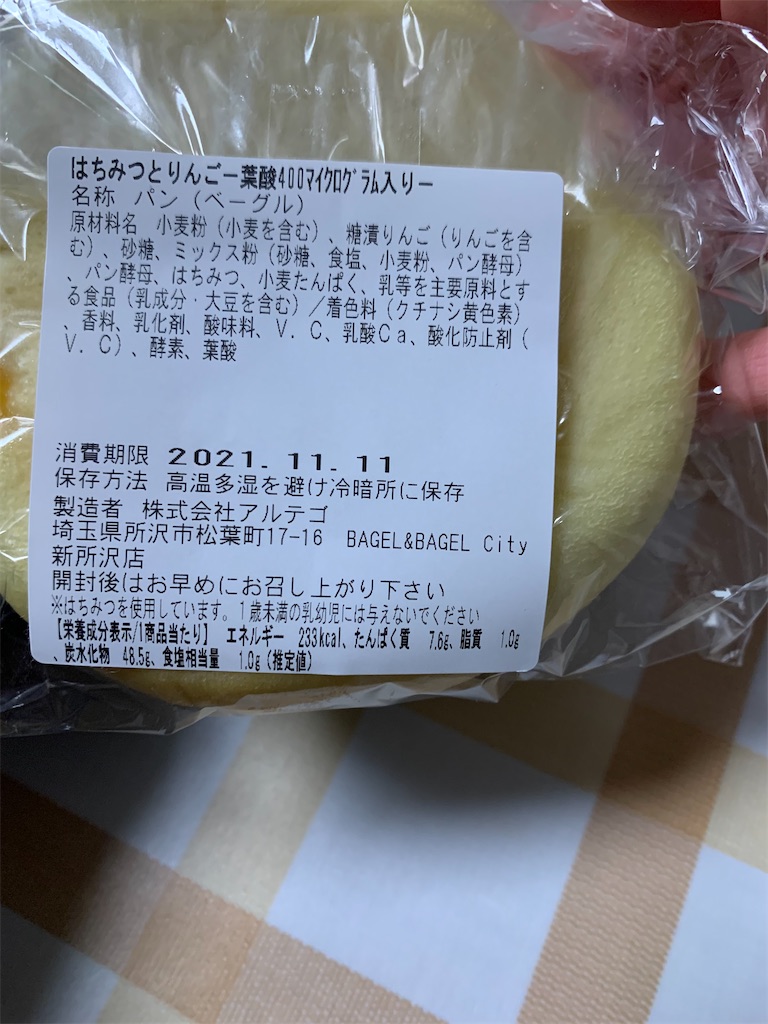 はちみつとりんごー葉酸400マイクログラム入りー
名称 パン（ベーグル）
原材料名 小麦粉（小麦を含む）、糖漬りんご（りんごを含
む）、砂糖、ミックス粉（砂糖、食塩、小麦粉、パン酵母）
、パン酵母、はちみつ、小麦たんぱく、乳等を主要原料とす
る食品（乳成分・大豆を含む）／着色料（クチナシ黄色素）
、香料、乳化剤、酸味料、Ｖ．Ｃ、乳酸Ｃａ、酸化防止剤（
Ｖ．Ｃ）、酵素、葉酸
消費期限 2021.11.11
保存方法 高温多湿を避け冷暗所に保存
製造者 株式会社アルテゴ
埼玉県所沢市松葉町17-16 BAGEL&BAGEL City
新所沢店
開封後はお早めにお召し上がり下さい
※はちみつを使用しています。１歳未満の乳幼児には与えないでください
【栄養成分表示/1商品当たり】 エネルギー 233kcal、たんぱく質 7.6g、脂質 1.0g
、炭水化物 48.5g、食塩相当量 1.0g（推定値）